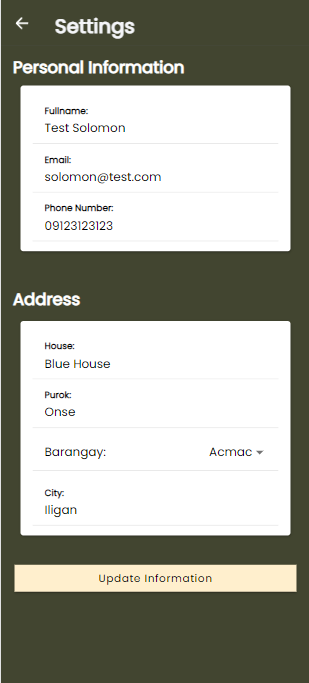 Settings
Personal Information
Fullname:
Test Solomon
Email:
solomon@test.com
Phone Number:
09123123123
Address
House:
Blue House
Purok:
Onse
Barangay: Acmac
City:
Iligan
Update Information